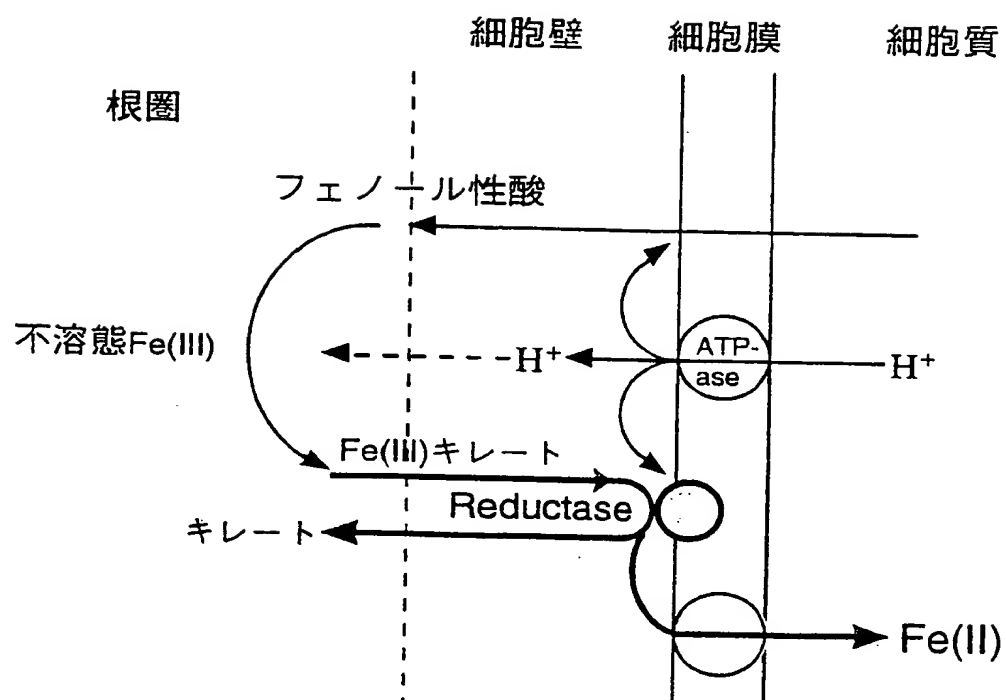 細胞壁 細胞膜 細胞質
根圏
フェノール性酸
不溶態Fe(III)
H⁺
ATP-
ase
H⁺
Fe(III)キレート
Reductase
キレート
Fe(II)